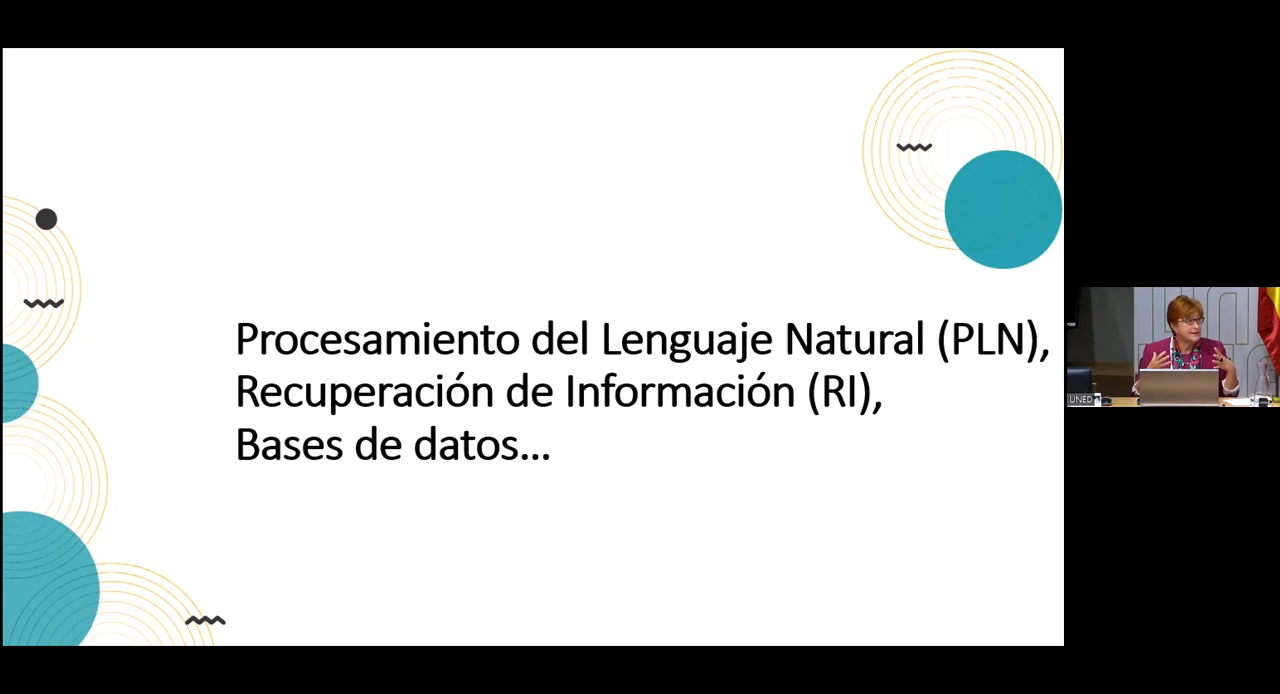 Procesamiento del Lenguaje Natural (PLN),
Recuperación de Información (RI),
Bases de datos...
UNED